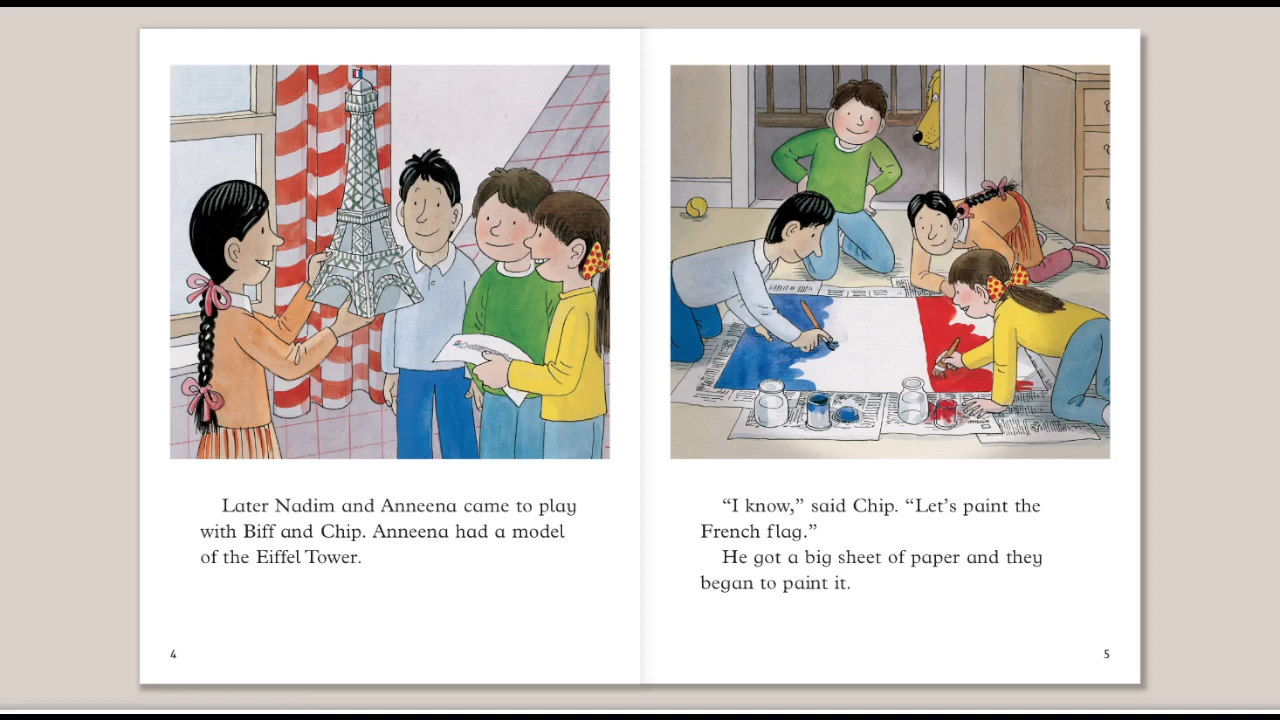 Later Nadim and Anneena came to play
with Biff and Chip. Anneena had a model
of the Eiffel Tower.
4
“I know,” said Chip. “Let’s paint the
French flag.”
He got a big sheet of paper and they
began to paint it.
5